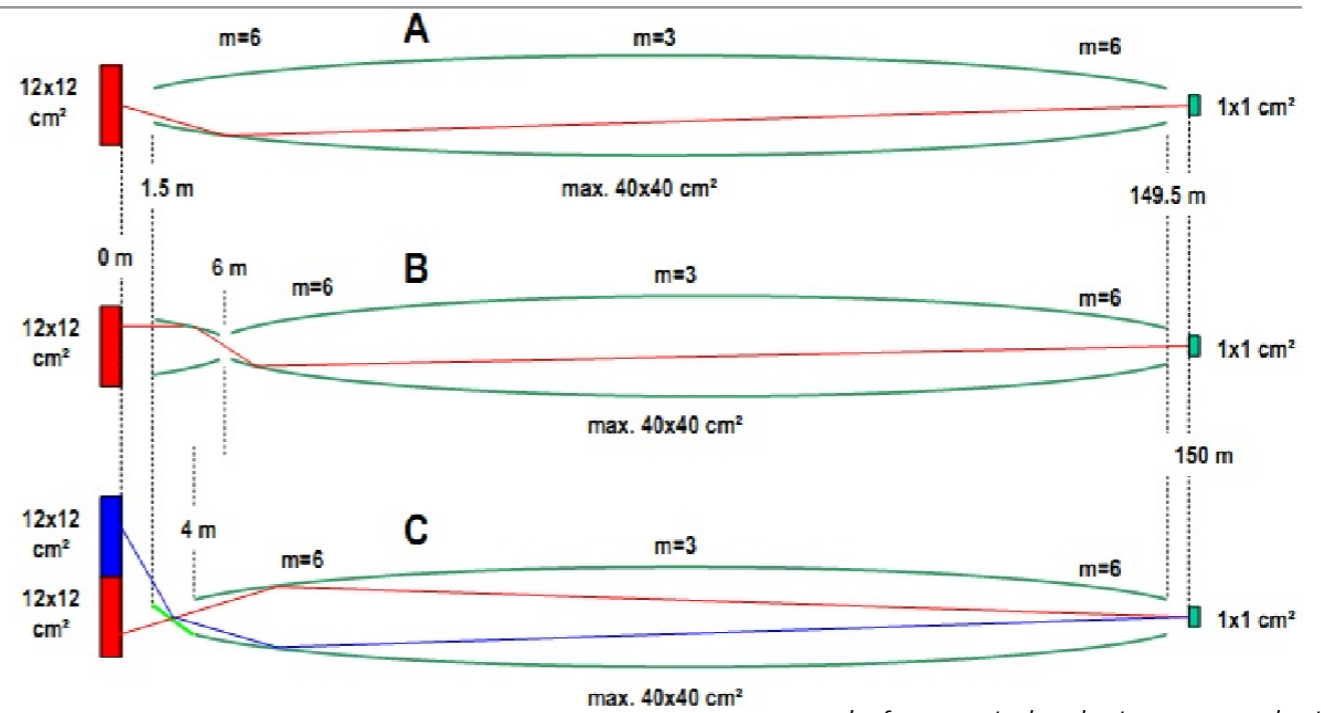 A
m=6
m=3
m=6
12x12
cm²
1x1 cm²
1.5 m
max. 40x40 cm²
149.5 m
0 m
6 m
B
m=6
m=3
m=6
12x12
cm²
1x1 cm²
max. 40x40 cm²
150 m
12x12
cm²
4 m
C
m=6
m=3
m=6
12x12
cm²
1x1 cm²
max. 40x40 cm²